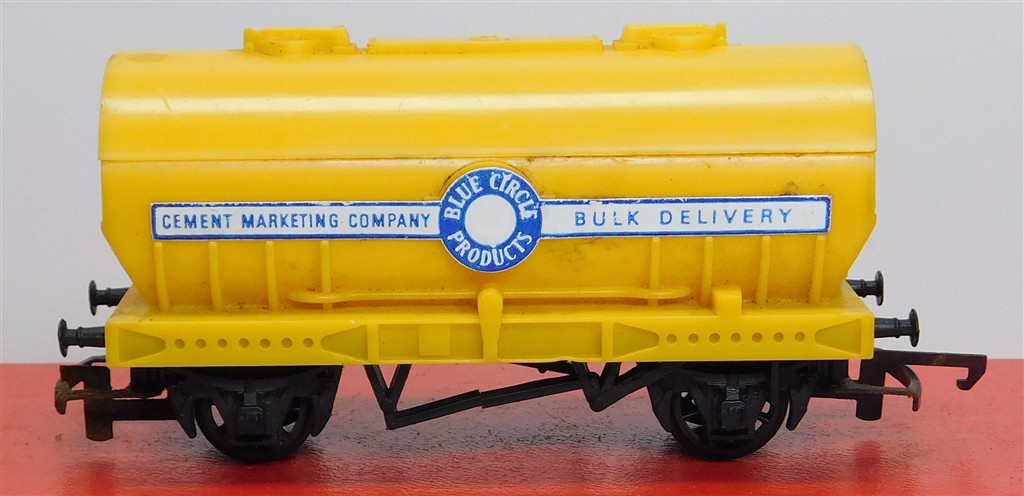 CEMENT MARKETING COMPANY
BLUE CIRCLE
PRODUCTS
BULK DELIVERY